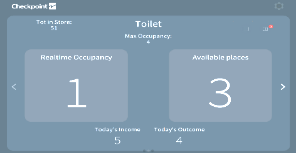 Checkpoint
Tot in Store:
51
Toilet
Max Occupancy:
4
Realtime Occupancy
1
Available places
3
Today's Income
5
Today's Outcome
4